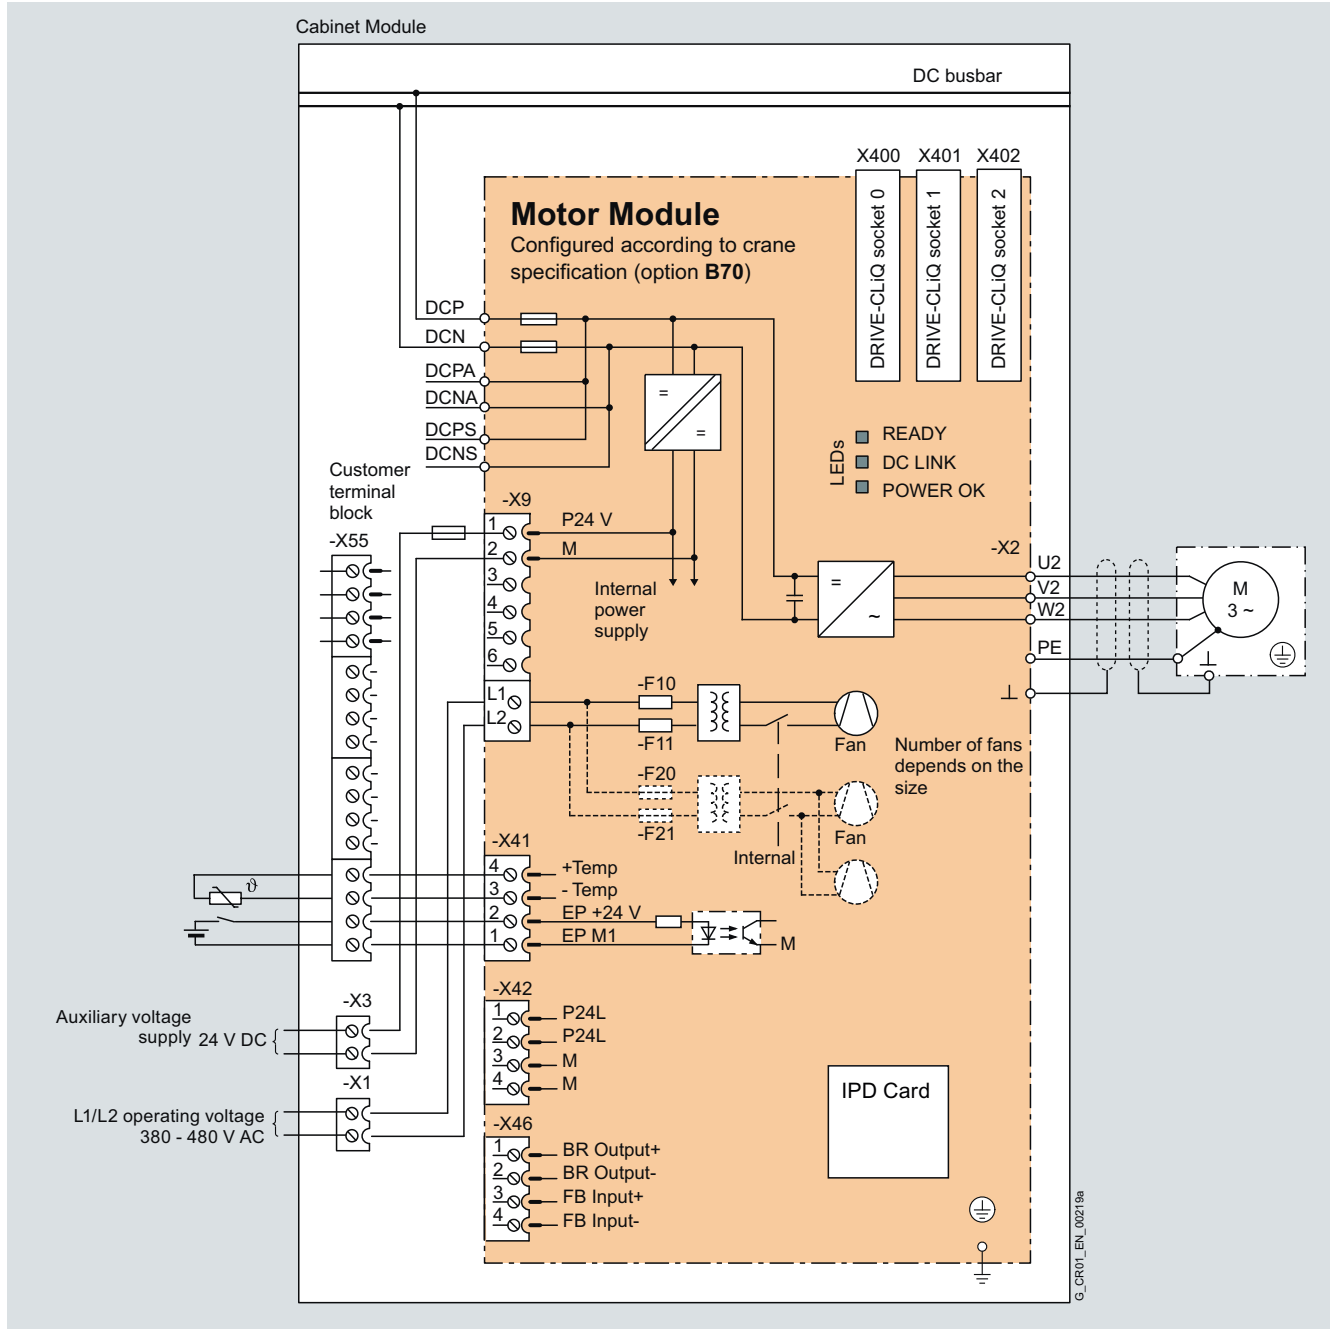 Cabinet Module
DC busbar
X400 X401 X402
DRIVE-CLiQ socket 0
DRIVE-CLiQ socket 1
DRIVE-CLiQ socket 2
Motor Module
Configured according to crane
specification (option B70)
DCP
DCN
DCPA
DCNA
DCPS
DCNS
=
=
LEDs
READY
DC LINK
POWER OK
Customer
terminal
block
-X55
-X9
1
P24 V
2
M
3
4
5
6
Internal
power
supply
=
~
-X2
U2
V2
W2
PE
M
3 ~
L1
L2
-F10
-F11
Fan
Number of fans
depends on the
size
-F20
-F21
Fan
Internal
-X41
4
+Temp
3
- Temp
2
EP +24 V
1
EP M1
M
ϑ
-X42
1
P24L
2
P24L
3
M
4
M
-X3
Auxiliary voltage
supply 24 V DC
-X1
L1/L2 operating voltage
380 - 480 V AC
-X46
1
BR Output+
2
BR Output-
3
FB Input+
4
FB Input-
IPD Card
G_CR01_EN_00219a